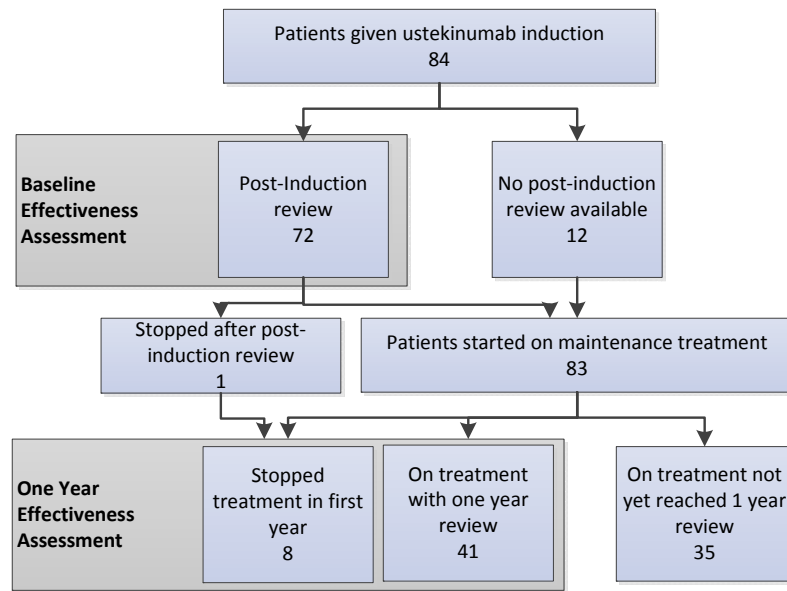 Patients given ustekinumab induction
84
Baseline
Effectiveness
Assessment
Post-Induction
review
72
No post-induction
review available
12
Stopped after post-
induction review
1
Patients started on maintenance treatment
83
One Year
Effectiveness
Assessment
Stopped
treatment in first
year
8
On treatment
with one year
review
41
On treatment not
yet reached 1 year
review
35